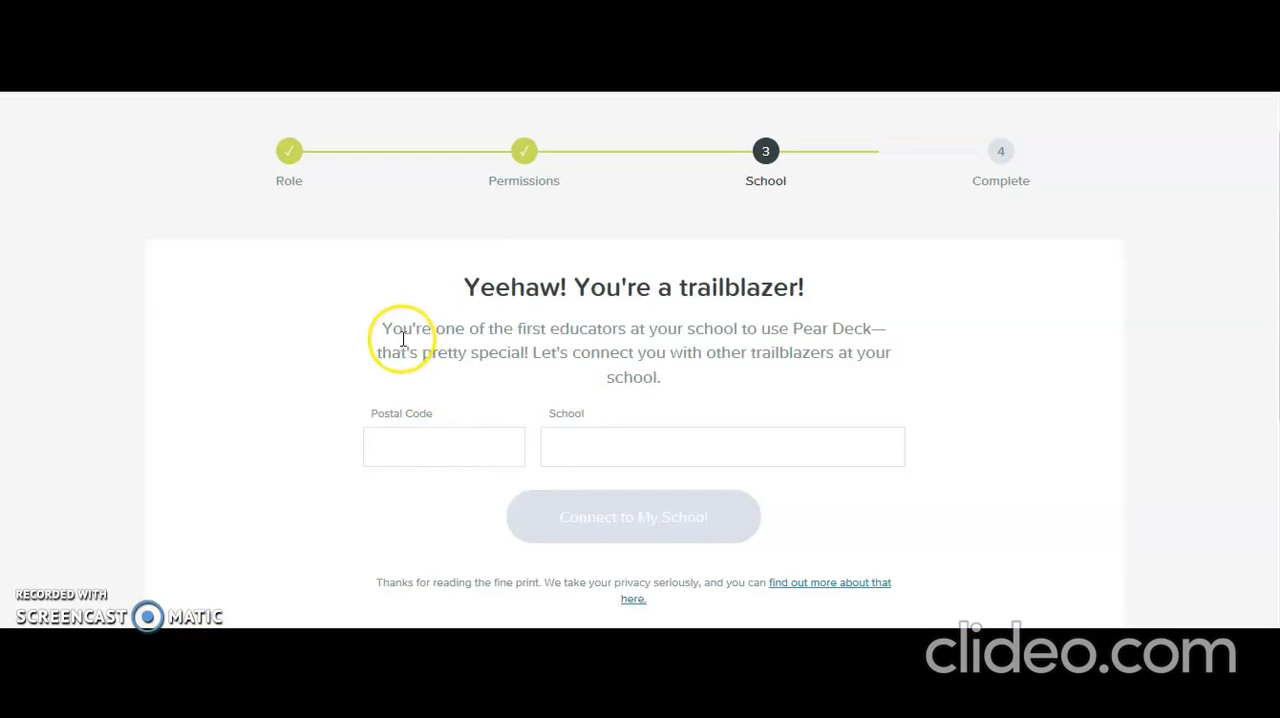 ✓ ✓ 3 4
Role Permissions School Complete
Yeehaw! You're a trailblazer!
You're one of the first educators at your school to use Pear Deck—
that's pretty special! Let's connect you with other trailblazers at your
school.
Postal Code School
Connect to My School
Thanks for reading the fine print. We take your privacy seriously, and you can find out more about that
here.
RECORDED WITH
SCREENCAST MATIC
clideo.com